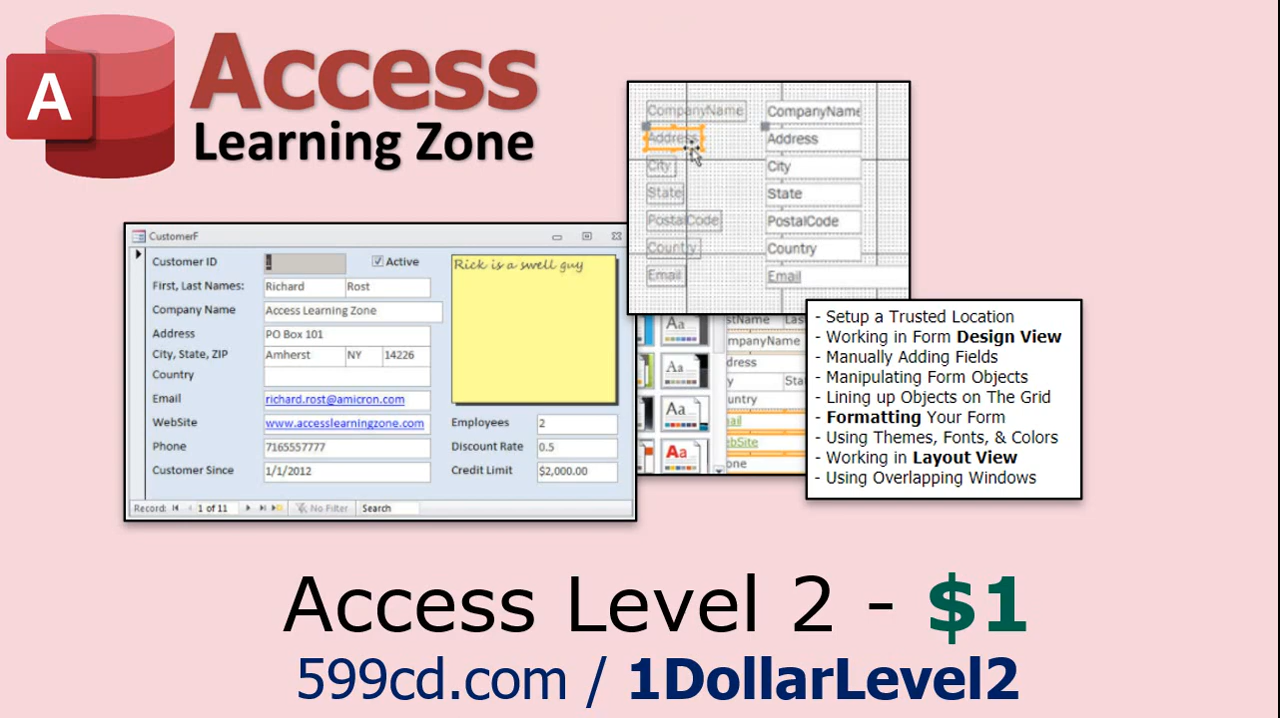 A
Access
Learning Zone
CompanyName CompanyName
Address Address
City City
State State
PostalCode PostalCode
Country Country
Email Email
CustomerF
Customer ID
Active
First, Last Names: Richard Rost
Company Name Access Learning Zone
Address PO Box 101
City, State, ZIP Amherst NY 14226
Country
Email richard.rost@amicron.com
WebSite www.accesslearningzone.com
Phone 7165557777
Customer Since 1/1/2012
Rick is a swell guy
Employees 2
Discount Rate 0.5
Credit Limit $2,000.00
Record: 1 of 11 No Filter Search
Aa
Aa
Aa
Aa
- Setup a Trusted Location
- Working in Form Design View
- Manually Adding Fields
- Manipulating Form Objects
- Lining up Objects on The Grid
- Formatting Your Form
- Using Themes, Fonts, & Colors
- Working in Layout View
- Using Overlapping Windows
Access Level 2 - $1
599cd.com / 1DollarLevel2